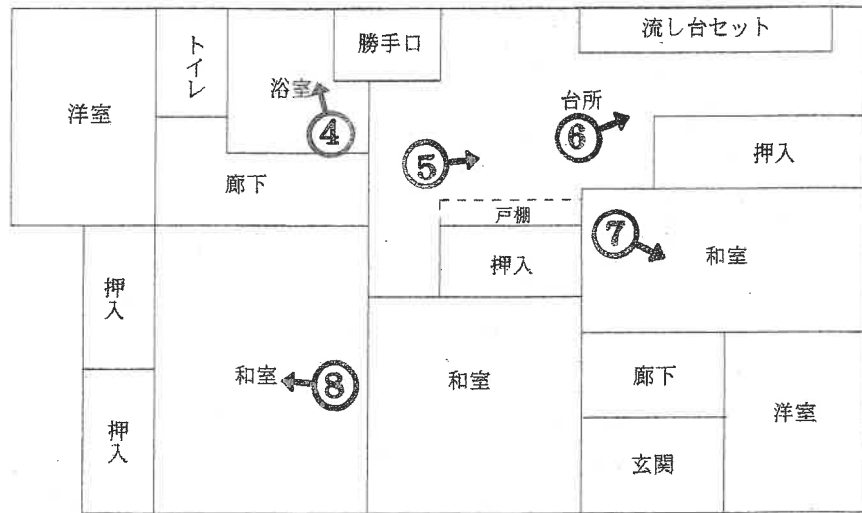 勝手口
流し台セット
トイレ
浴室
洋室
④
台所
⑥
⑤
押入
廊下
戸棚
⑦
和室
押入
押入
和室
⑧
和室
廊下
洋室
押入
玄関